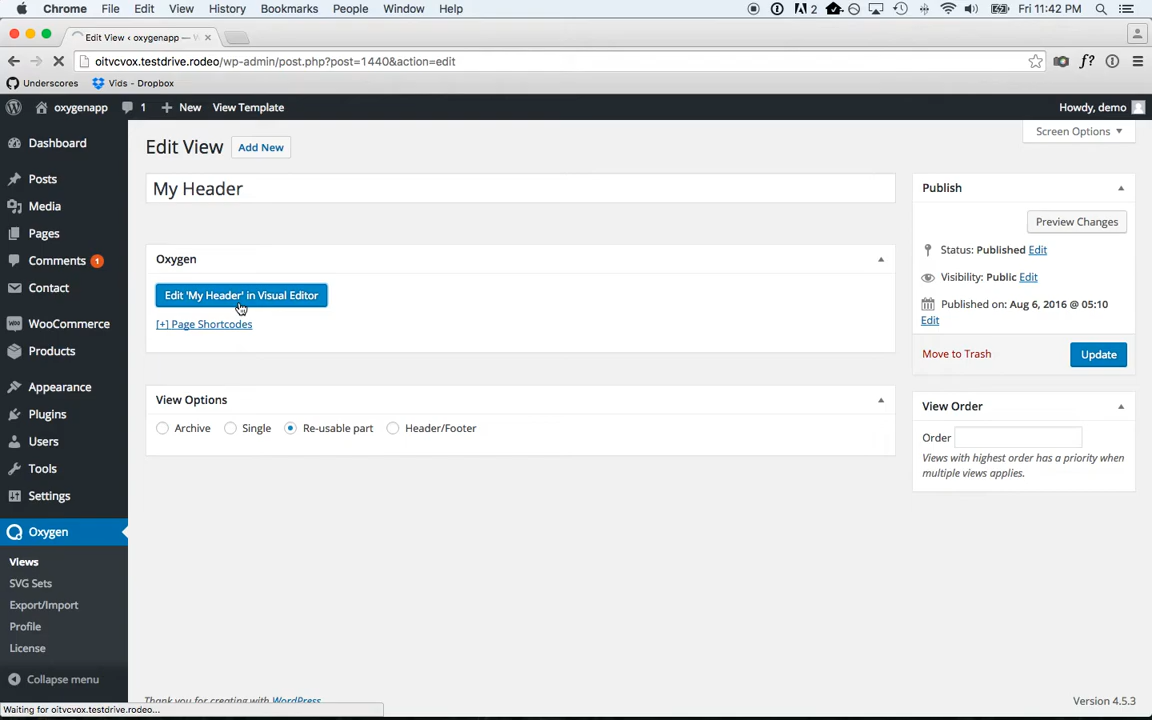 Chrome File Edit View History Bookmarks People Window Help 2 Fri 11:42 PM
Edit View ‹ oxygenapp —
oitvcvox.testdrive.rodeo/wp-admin/post.php?post=1440&action=edit
Underscores Vids - Dropbox
oxygenapp 1 New View Template Howdy, demo
Screen Options
Dashboard
Posts
Media
Pages
Comments 1
Contact
WooCommerce
Products
Appearance
Plugins
Users
Tools
Settings
Oxygen
Views
SVG Sets
Export/Import
Profile
License
Collapse menu
Edit View Add New
My Header
Oxygen
Edit 'My Header' in Visual Editor
[+] Page Shortcodes
View Options
Archive Single Re-usable part Header/Footer
Publish
Preview Changes
Status: Published Edit
Visibility: Public Edit
Published on: Aug 6, 2016 @ 05:10
Edit
Move to Trash Update
View Order
Order
Views with highest order has a priority when
multiple views applies.
Thank you for creating with WordPress
Version 4.5.3
Waiting for oitvcvox.testdrive.rodeo...